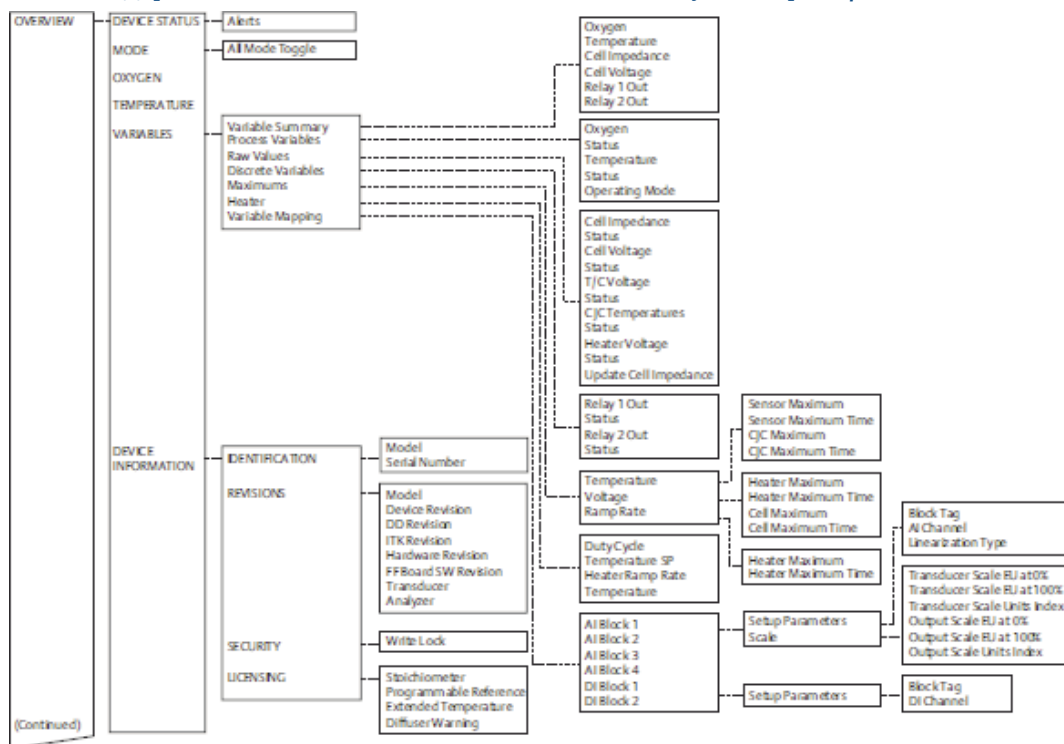 OVERVIEW
DEVICE STATUS
Alerts
MODE
All Mode Toggle
OXYGEN
TEMPERATURE
VARIABLES
Variable Summary
Process Variables
Raw Values
Discrete Variables
Maximums
Heater
Variable Mapping
Oxygen
Temperature
Cell Impedance
Cell Voltage
Relay 1 Out
Relay 2 Out
Oxygen
Status
Temperature
Status
Operating Mode
Cell Impedance
Status
Cell Voltage
Status
T/C Voltage
Status
CJC Temperatures
Status
Heater Voltage
Status
Update Cell Impedance
Relay 1 Out
Status
Relay 2 Out
Status
Temperature
Voltage
Ramp Rate
Sensor Maximum
Sensor Maximum Time
CJC Maximum
CJC Maximum Time
Heater Maximum
Heater Maximum Time
Cell Maximum
Cell Maximum Time
Heater Maximum
Heater Maximum Time
Duty Cycle
Temperature SP
Heater Ramp Rate
Temperature
AI Block 1
AI Block 2
AI Block 3
AI Block 4
DI Block 1
DI Block 2
Setup Parameters
Scale
Block Tag
AI Channel
Linearization Type
Transducer Scale EU at 0%
Transducer Scale EU at 100%
Transducer Scale Units Index
Output Scale EU at 0%
Output Scale EU at 100%
Output Scale Units Index
Setup Parameters
Block Tag
DI Channel
DEVICE
INFORMATION
IDENTIFICATION
Model
Serial Number
REVISIONS
Model
Device Revision
DD Revision
ITK Revision
Hardware Revision
FF Board SW Revision
Transducer
Analyzer
SECURITY
Write Lock
LICENSING
Stoichiometer
Programmable Reference
Extended Temperature
Diffuser Warning
(Continued)